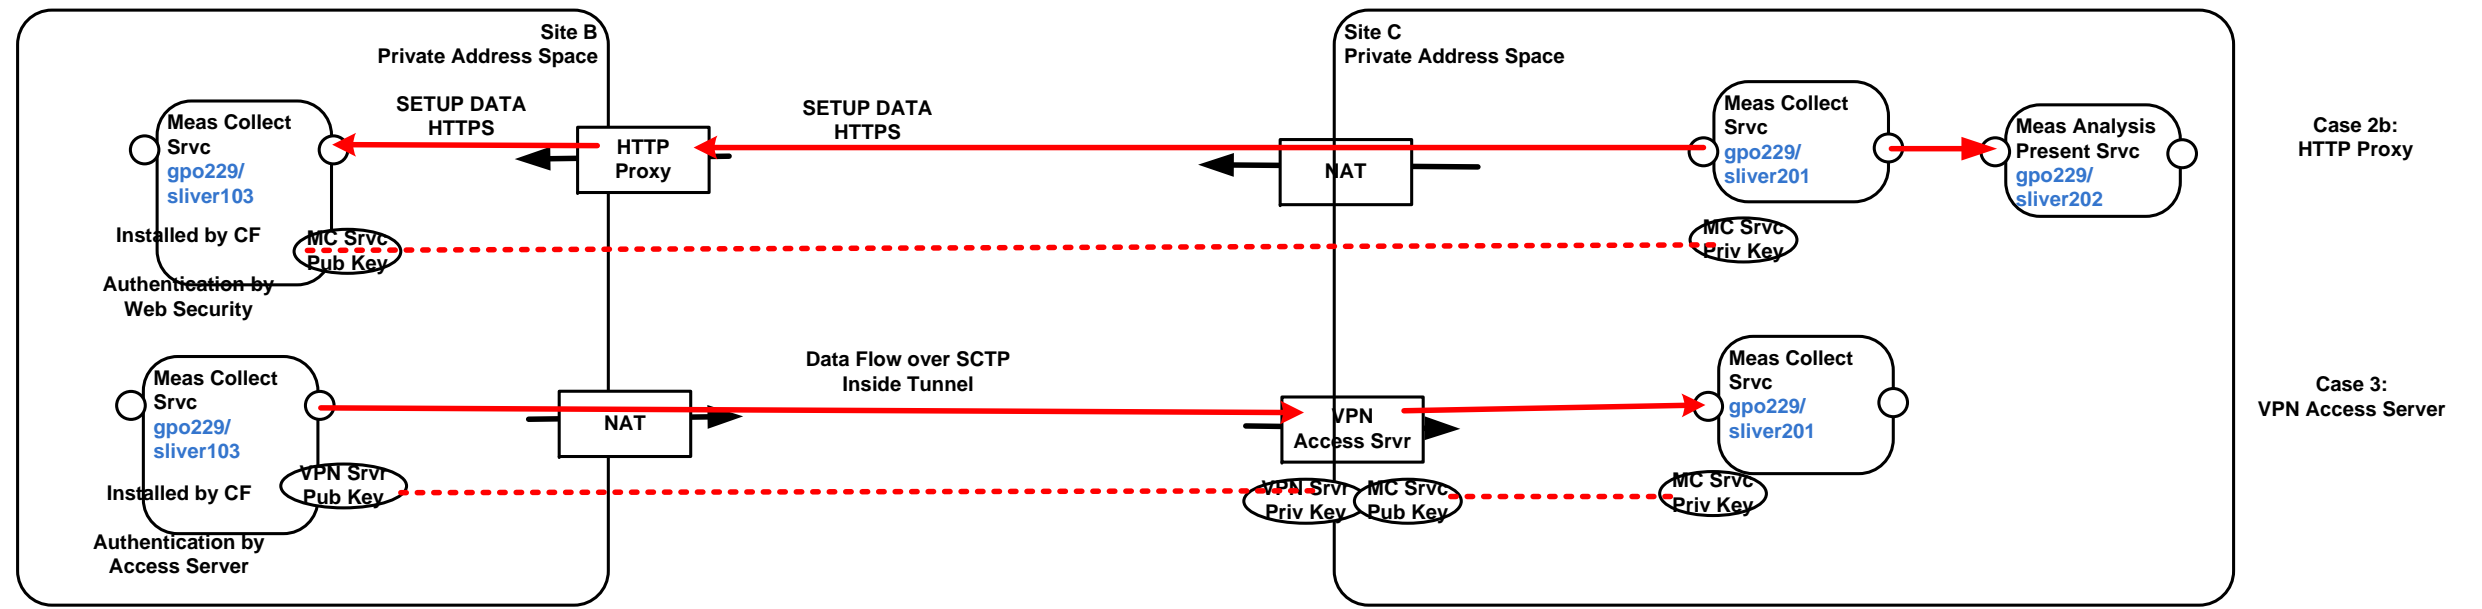 Site B
Private Address Space
Site C
Private Address Space
SETUP DATA
HTTPS
SETUP DATA
HTTPS
Meas Collect
Srvc
gpo229/
sliver103
HTTP
Proxy
NAT
Meas Collect
Srvc
gpo229/
sliver201
Meas Analysis
Present Srvc
gpo229/
sliver202
Case 2b:
HTTP Proxy
Installed by CF
MC Srvc
Pub Key
MC Srvc
Priv Key
Authentication by
Web Security
Meas Collect
Srvc
gpo229/
sliver103
NAT
Data Flow over SCTP
Inside Tunnel
VPN
Access Srvr
Meas Collect
Srvc
gpo229/
sliver201
Case 3:
VPN Access Server
Installed by CF
VPN Srvr
Pub Key
VPN Srvr
Priv Key
MC Srvc
Pub Key
MC Srvc
Priv Key
Authentication by
Access Server